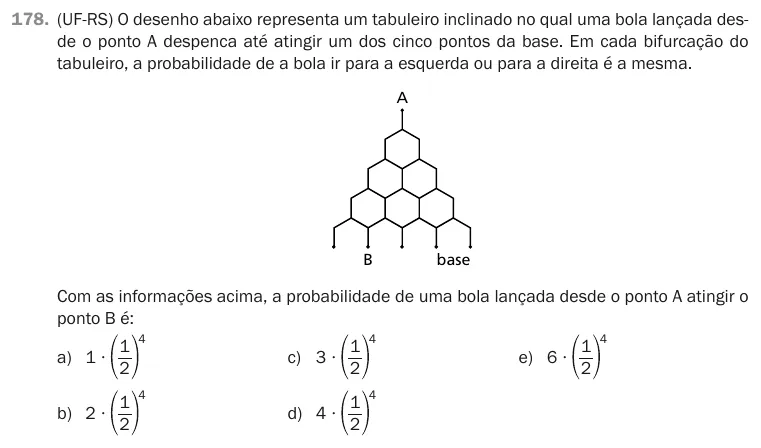 178. (UF-RS) O desenho abaixo representa um tabuleiro inclinado no qual uma bola lançada des-
de o ponto A despenca até atingir um dos cinco pontos da base. Em cada bifurcação do
tabuleiro, a probabilidade de a bola ir para a esquerda ou para a direita é a mesma.
A
B base
Com as informações acima, a probabilidade de uma bola lançada desde o ponto A atingir o
ponto B é:
a) 1 · (1/2)^4 c) 3 · (1/2)^4 e) 6 · (1/2)^4
b) 2 · (1/2)^4 d) 4 · (1/2)^4